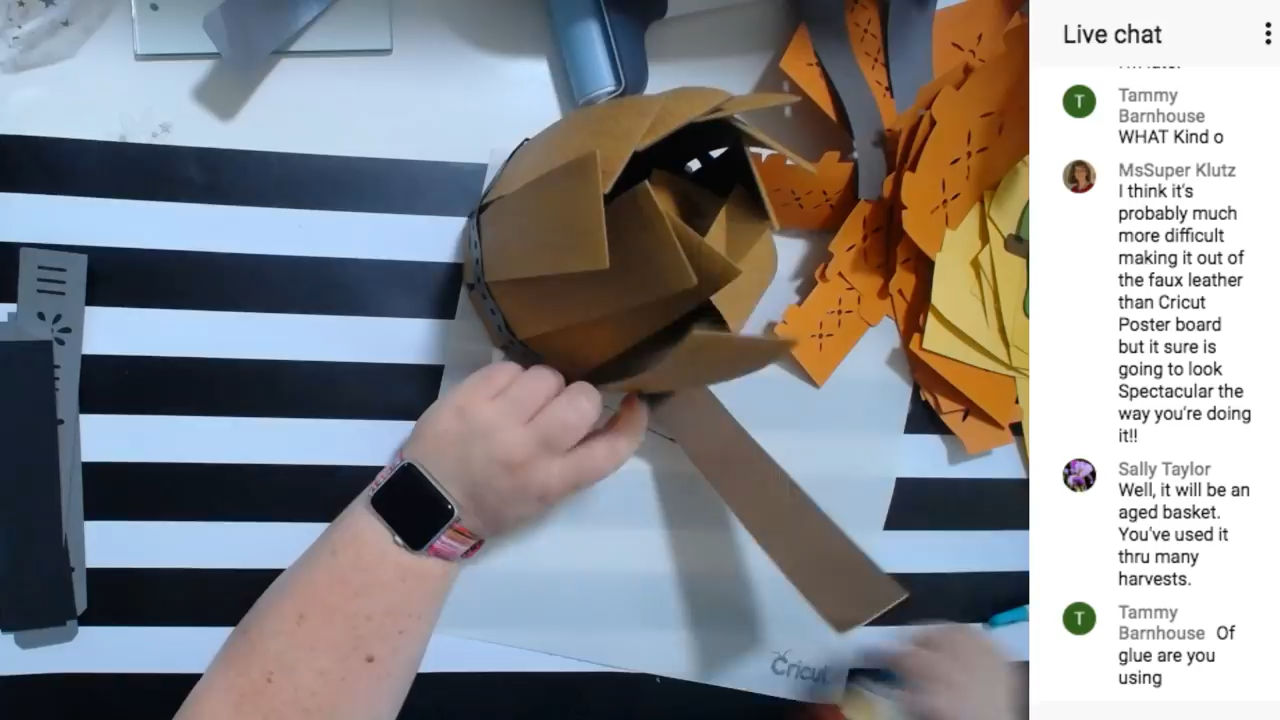 Live chat
T
Tammy
Barnhouse
WHAT Kind o
MsSuper Klutz
I think it's
probably much
more difficult
making it out of
the faux leather
than Cricut
Poster board
but it sure is
going to look
Spectacular the
way you're doing
it!!
Sally Taylor
Well, it will be an
aged basket.
You've used it
thru many
harvests.
T
Tammy
Barnhouse Of
glue are you
using
Cricut